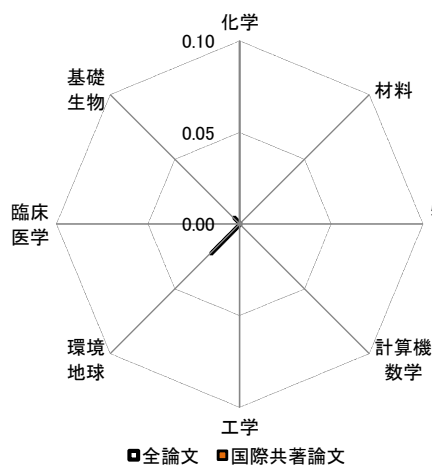 化学
0.10
基礎
生物
材料
0.05
臨床
医学
0.00
環境
地球
計算機
数学
工学
全論文 国際共著論文